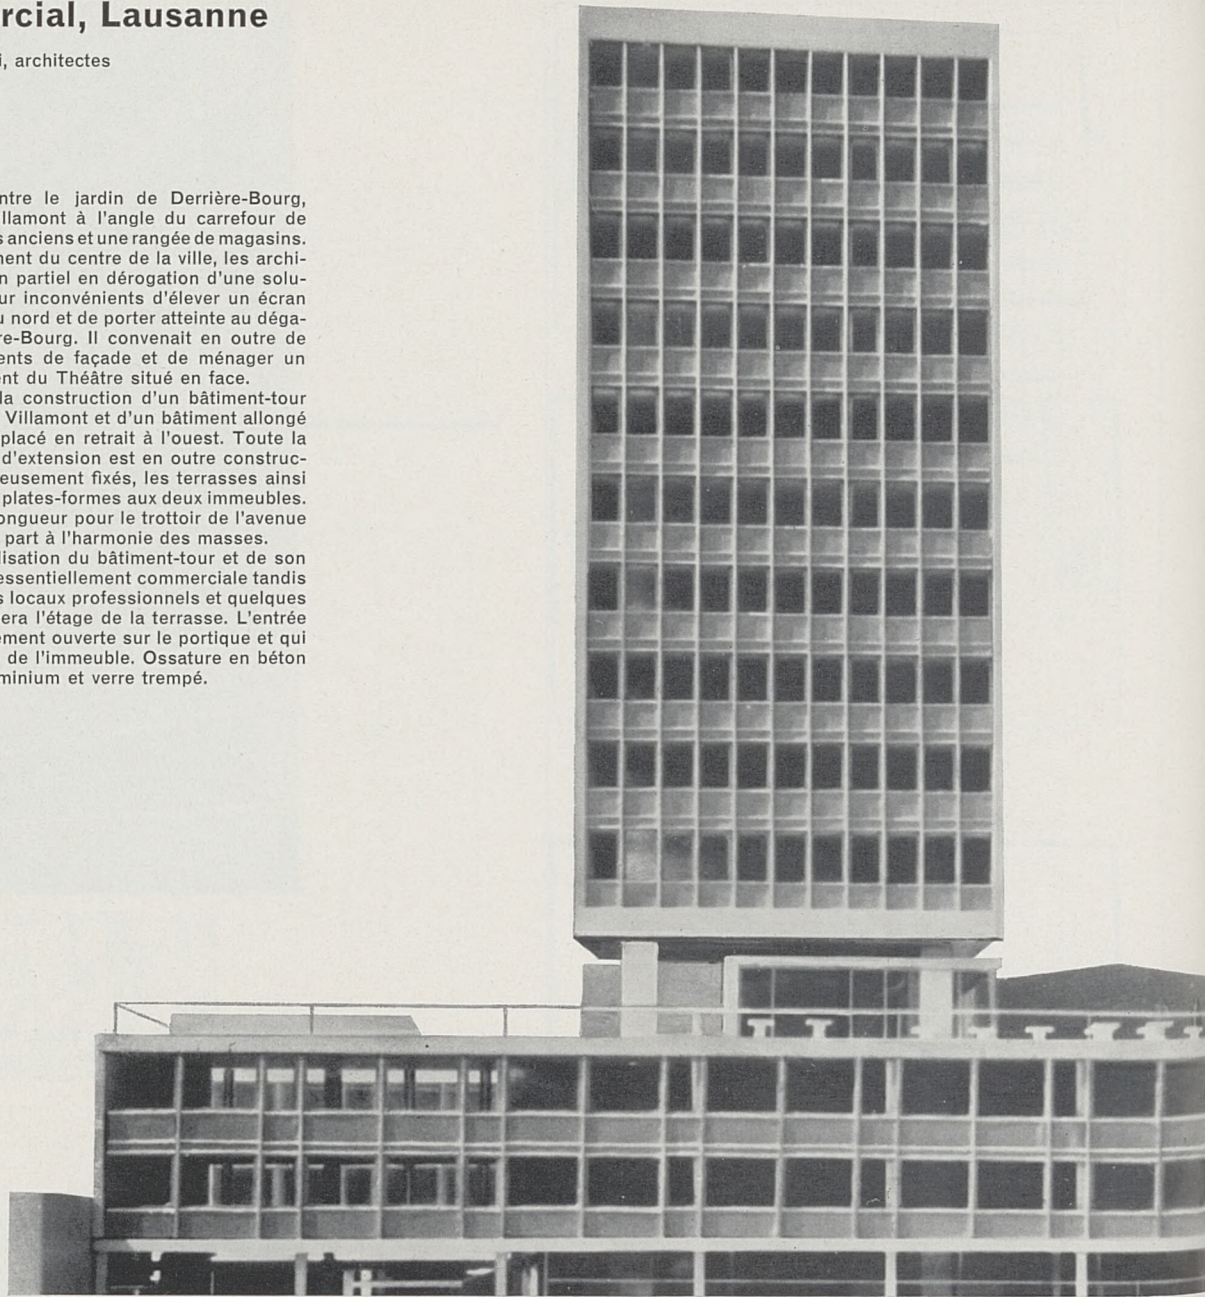 rcial, Lausanne
i, architectes
ntre le jardin de Derrière-Bourg,
illamont à l'angle du carrefour de
s anciens et une rangée de magasins.
nent du centre de la ville, les archi-
n partiel en dérogation d'une solu-
ur inconvénients d'élever un écran
u nord et de porter atteinte au déga-
re-Bourg. Il convenait en outre de
ents de façade et de ménager un
ent du Théâtre situé en face.
la construction d'un bâtiment-tour
Villamont et d'un bâtiment allongé
placé en retrait à l'ouest. Toute la
d'extension est en outre construc-
eusement fixés, les terrasses ainsi
plates-formes aux deux immeubles.
ongueur pour le trottoir de l'avenue
part à l'harmonie des masses.
lisation du bâtiment-tour et de son
essentiellement commerciale tandis
s locaux professionnels et quelques
era l'étage de la terrasse. L'entrée
ement ouverte sur le portique et qui
de l'immeuble. Ossature en béton
minium et verre trempé.